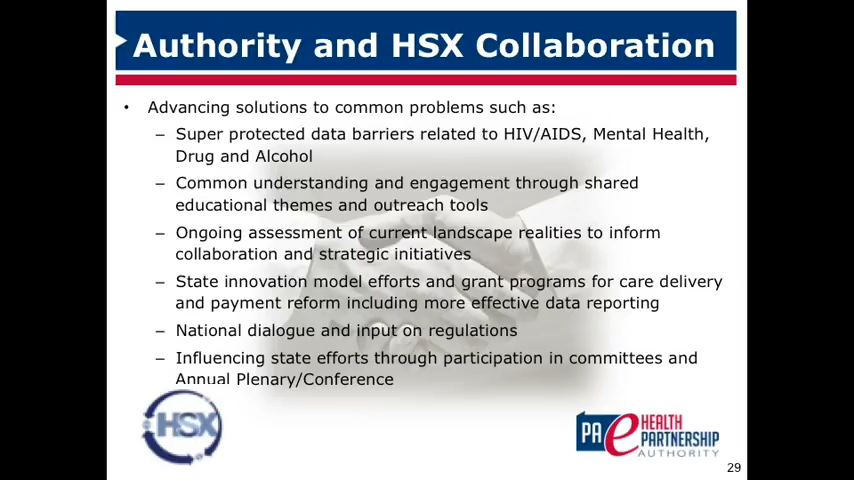 Authority and HSX Collaboration
• Advancing solutions to common problems such as:
– Super protected data barriers related to HIV/AIDS, Mental Health,
Drug and Alcohol
– Common understanding and engagement through shared
educational themes and outreach tools
– Ongoing assessment of current landscape realities to inform
collaboration and strategic initiatives
– State innovation model efforts and grant programs for care delivery
and payment reform including more effective data reporting
– National dialogue and input on regulations
– Influencing state efforts through participation in committees and
Annual Plenary/Conference
HSX
PA e HEALTH
PARTNERSHIP
AUTHORITY
29